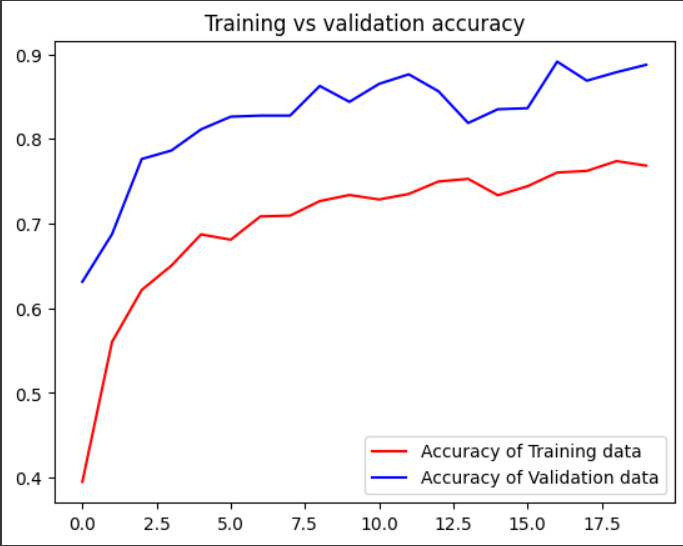 Training vs validation accuracy
0.9
0.8
0.7
0.6
0.5
0.4
Accuracy of Training data
Accuracy of Validation data
0.0 2.5 5.0 7.5 10.0 12.5 15.0 17.5